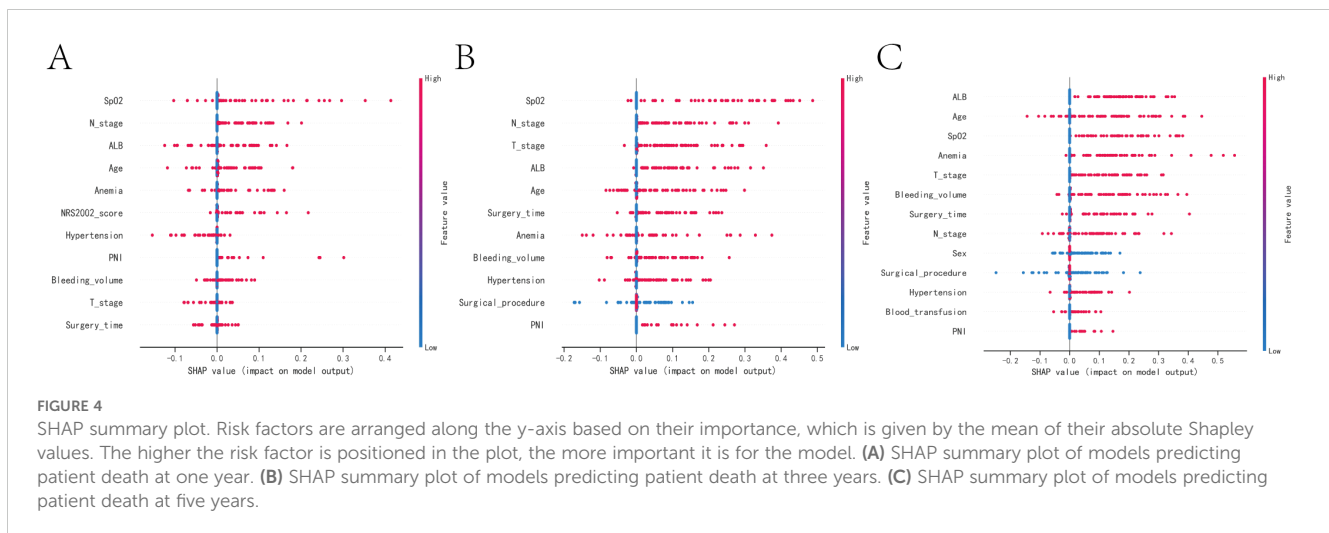 A
High
SpO2
N_stage
ALB
Age
Anemia
NRS2002_score
Hypertension
PNI
Bleeding_volume
T_stage
Surgery_time
Feature value
Low
-0.1 0.0 0.1 0.2 0.3 0.4
SHAP value (impact on model output)
B
High
SpO2
N_stage
T_stage
ALB
Age
Surgery_time
Anemia
Bleeding_volume
Hypertension
Surgical_procedure
PNI
Feature value
Low
-0.2 -0.1 0.0 0.1 0.2 0.3 0.4 0.5
SHAP value (impact on model output)
C
High
ALB
Age
SpO2
Anemia
T_stage
Bleeding_volume
Surgery_time
N_stage
Sex
Surgical_procedure
Hypertension
Blood_transfusion
PNI
Feature value
Low
-0.2 -0.1 0.0 0.1 0.2 0.3 0.4 0.5
SHAP value (impact on model output)
FIGURE 4
SHAP summary plot. Risk factors are arranged along the y-axis based on their importance, which is given by the mean of their absolute Shapley
values. The higher the risk factor is positioned in the plot, the more important it is for the model. (A) SHAP summary plot of models predicting
patient death at one year. (B) SHAP summary plot of models predicting patient death at three years. (C) SHAP summary plot of models predicting
patient death at five years.